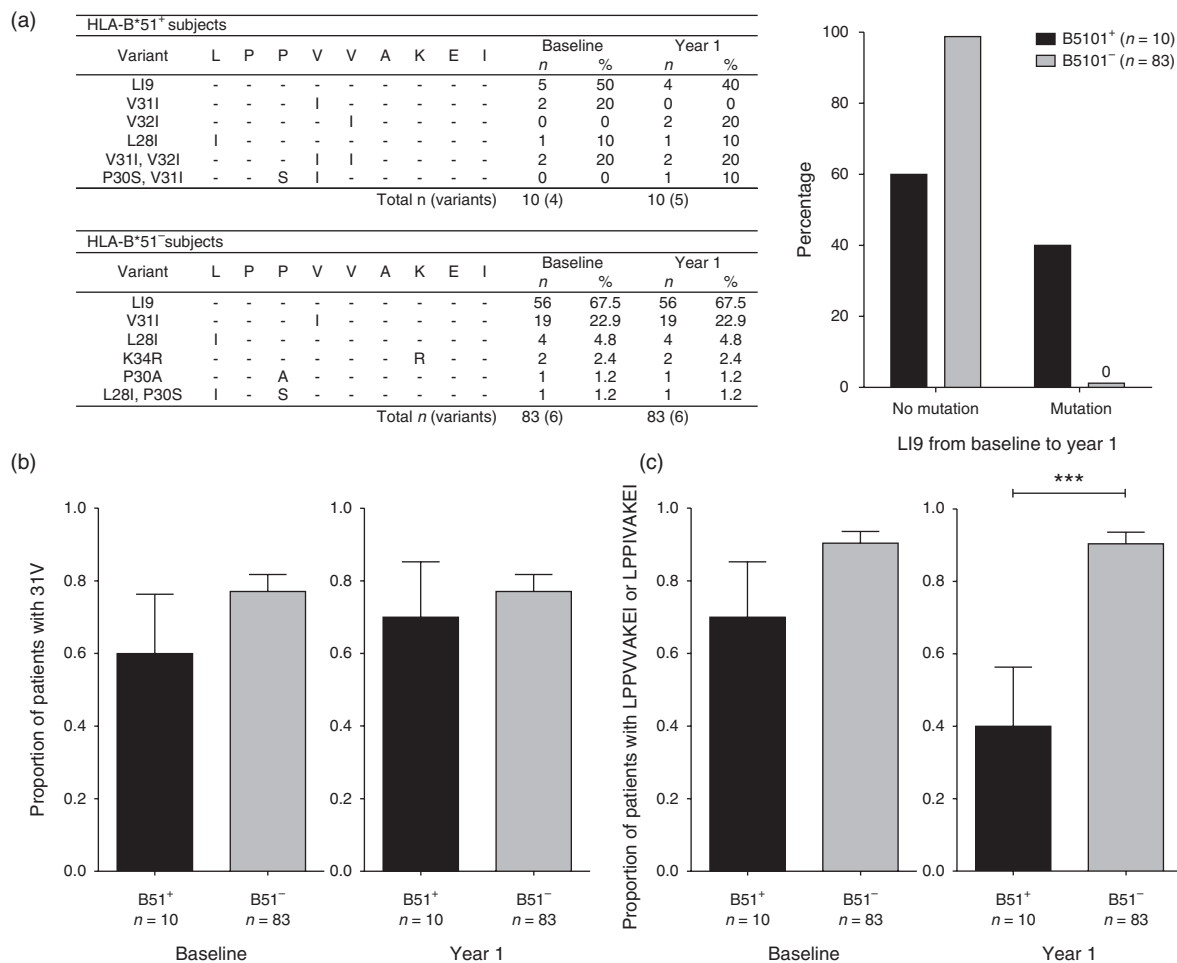 (a)
HLA-B*51+ subjects
Variant L P P V V A K E I Baseline Year 1
n % n %
LI9 - - - - - - - - - 5 50 4 40
V31I - - - I - - - - - 2 20 0 0
V32I - - - - I - - - - 0 0 2 20
L28I I - - - - - - - - 1 10 1 10
V31I, V32I - - - I I - - - - 2 20 2 20
P30S, V31I - - S I - - - - - 0 0 1 10
Total n (variants) 10 (4) 10 (5)
HLA-B*51− subjects
Variant L P P V V A K E I Baseline Year 1
n % n %
LI9 - - - - - - - - - 56 67.5 56 67.5
V31I - - - I - - - - - 19 22.9 19 22.9
L28I I - - - - - - - - 4 4.8 4 4.8
K34R - - - - - - R - - 2 2.4 2 2.4
P30A - - A - - - - - - 1 1.2 1 1.2
L28I, P30S I - S - - - - - - 1 1.2 1 1.2
Total n (variants) 83 (6) 83 (6)
B5101+ (n = 10)
B5101− (n = 83)
Percentage
100
80
60
40
20
0
0
No mutation Mutation
LI9 from baseline to year 1
(b)
Proportion of patients with 31V
1.0
0.8
0.6
0.4
0.2
0.0
B51+ B51−
n = 10 n = 83
Baseline
1.0
0.8
0.6
0.4
0.2
0.0
B51+ B51−
n = 10 n = 83
Year 1
(c)
Proportion of patients with LPPVVAKEI or LPPIVAKEI
1.0
0.8
0.6
0.4
0.2
0.0
B51+ B51−
n = 10 n = 83
Baseline
***
1.0
0.8
0.6
0.4
0.2
0.0
B51+ B51−
n = 10 n = 83
Year 1